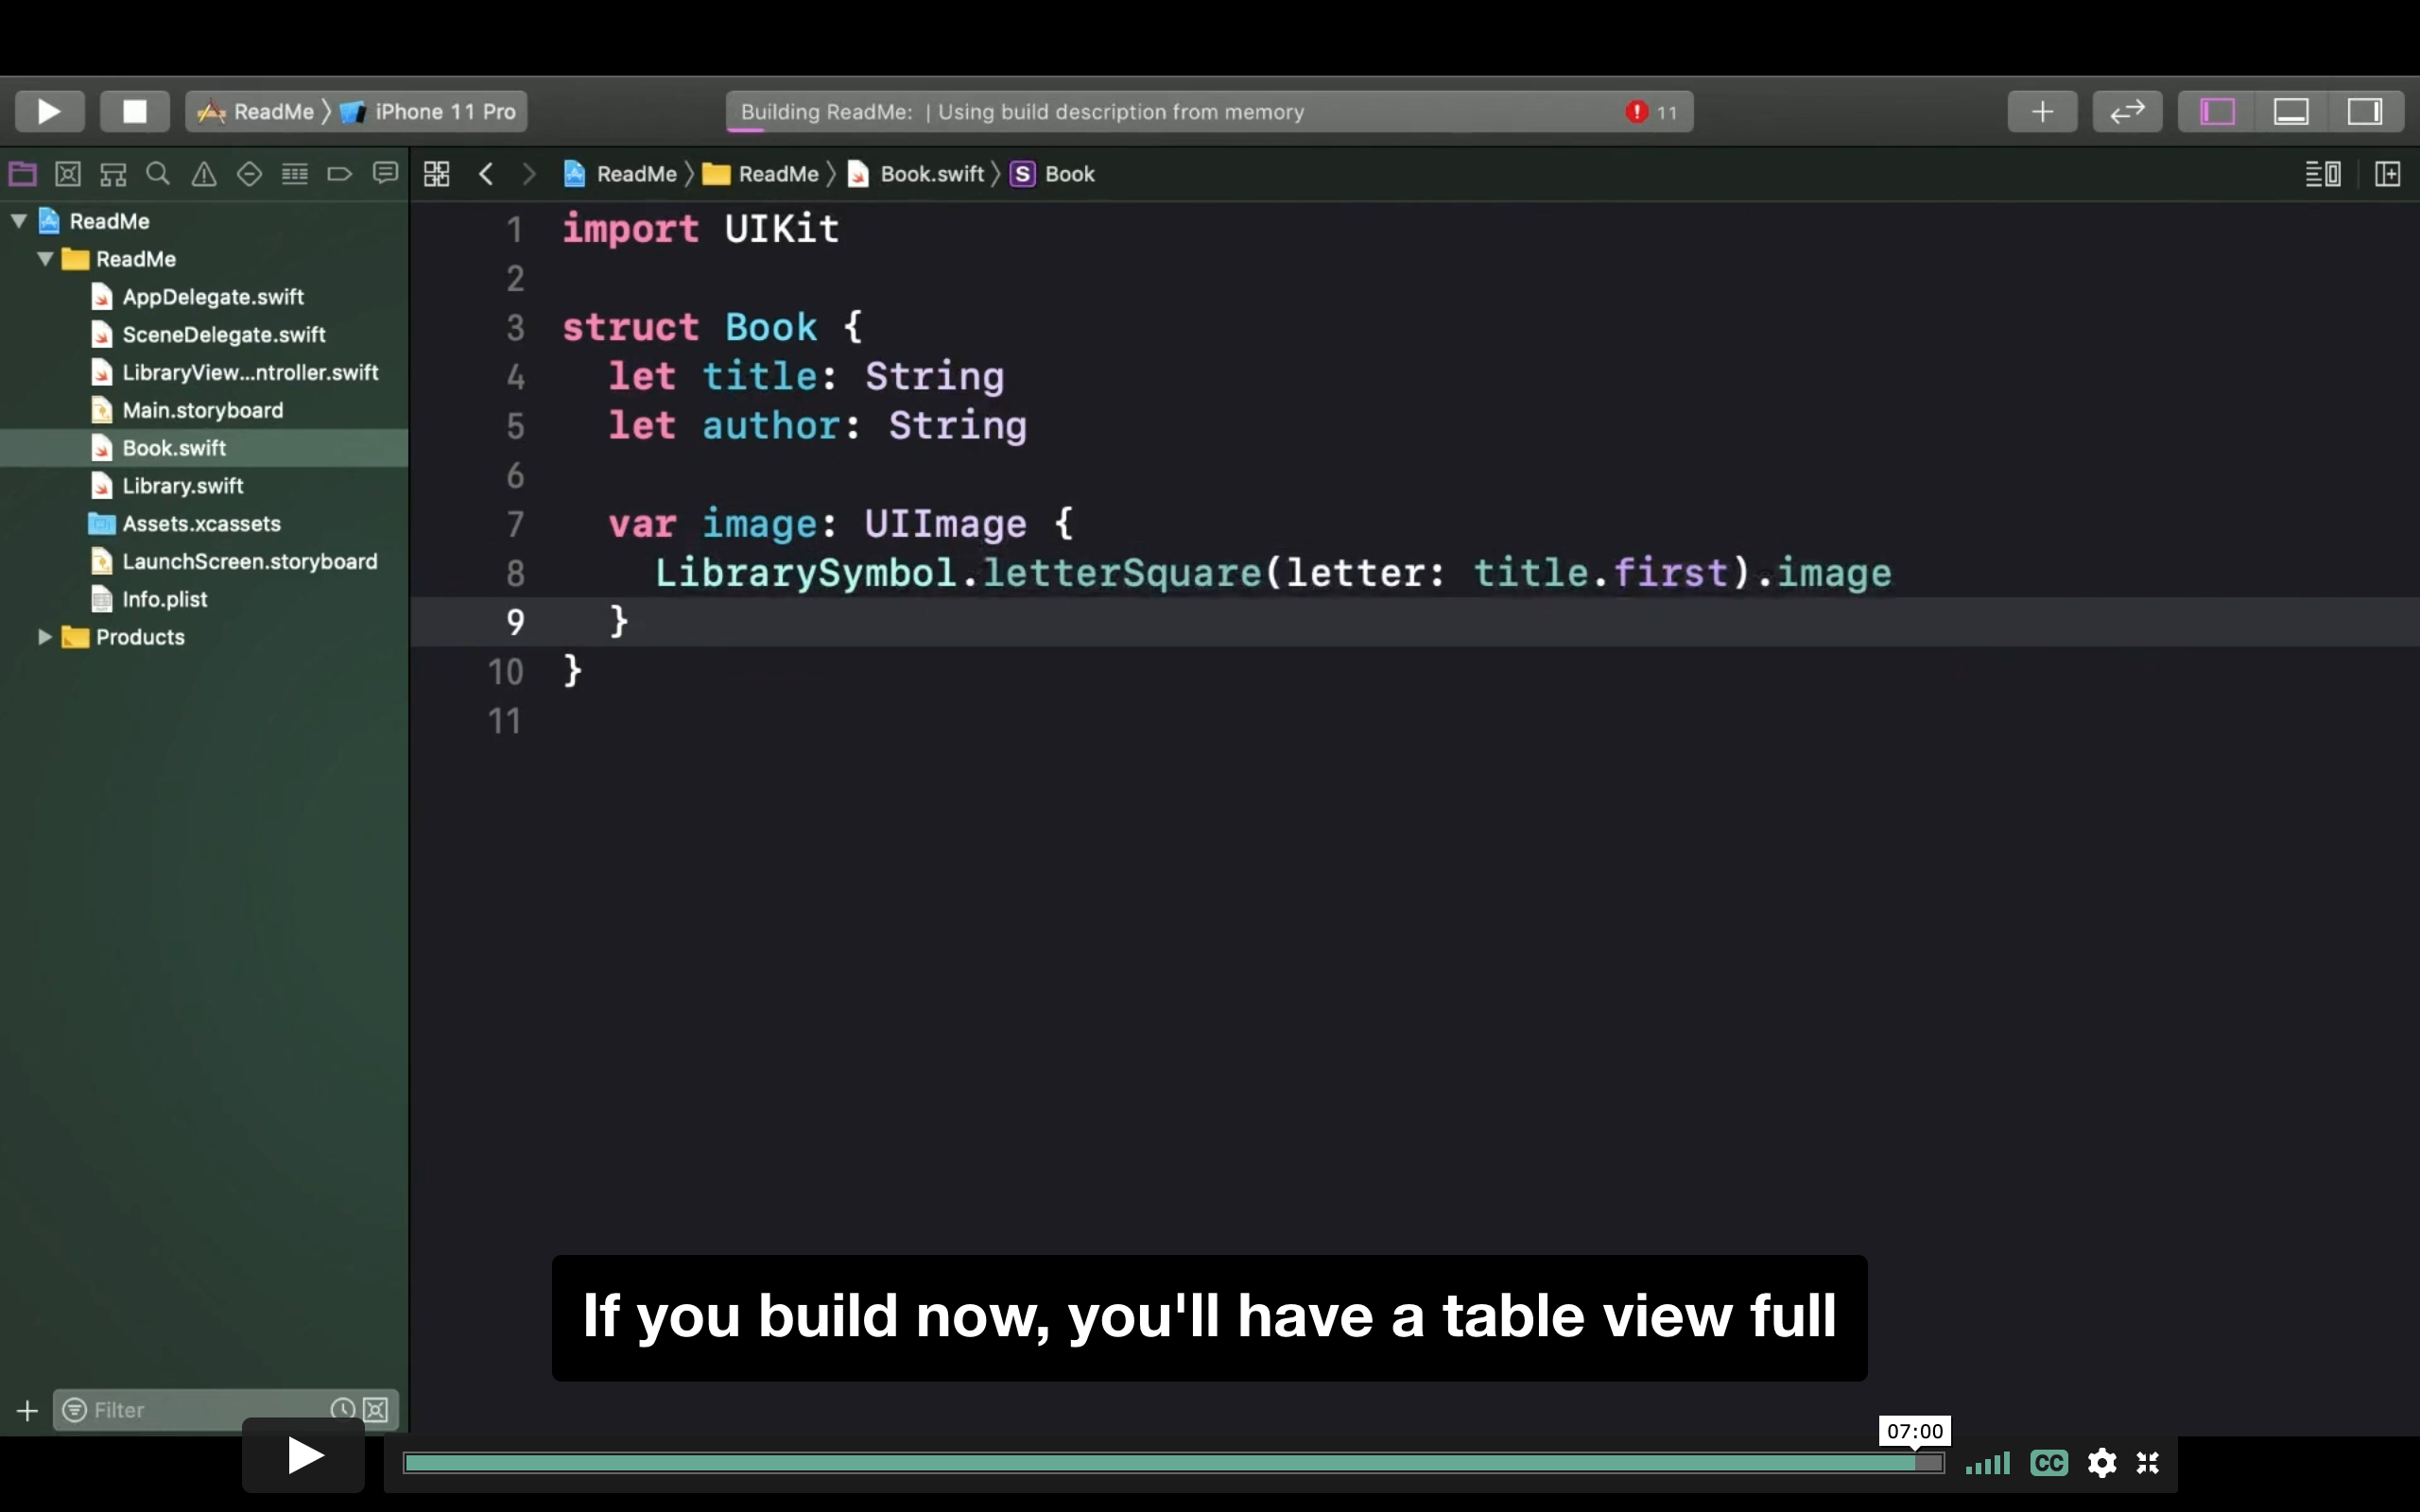 ReadMe 〉 iPhone 11 Pro
Building ReadMe: | Using build description from memory
11
ReadMe 〉 ReadMe 〉 Book.swift 〉 S Book
ReadMe
ReadMe
AppDelegate.swift
SceneDelegate.swift
LibraryView...ntroller.swift
Main.storyboard
Book.swift
Library.swift
Assets.xcassets
LaunchScreen.storyboard
Info.plist
Products
1 import UIKit
2
3 struct Book {
4 let title: String
5 let author: String
6
7 var image: UIImage {
8 LibrarySymbol.letterSquare(letter: title.first).image
9 }
10 }
11
If you build now, you'll have a table view full
Filter
07:00
CC